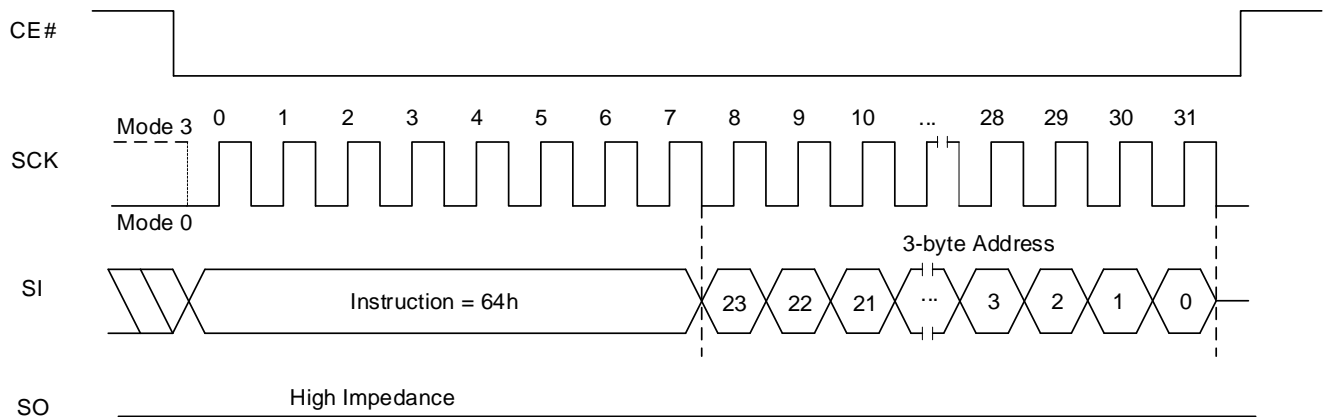 CE#
0 1 2 3 4 5 6 7 8 9 10 ... 28 29 30 31
Mode 3
SCK
Mode 0
3-byte Address
SI
Instruction = 64h
23 22 21 ... 3 2 1 0
High Impedance
SO